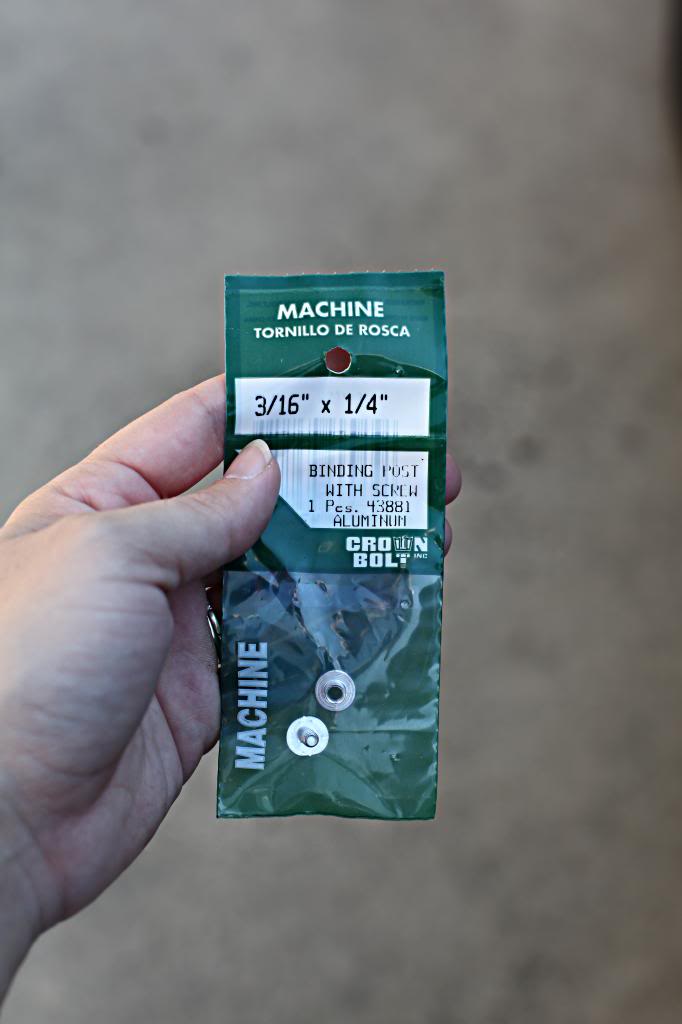 MACHINE
TORNILLO DE ROSCA
3/16" x 1/4"
BINDING POST
WITH SCREW
1 Pcs. 43881
ALUMINUM
CROWN
BOLT INC
MACHINE